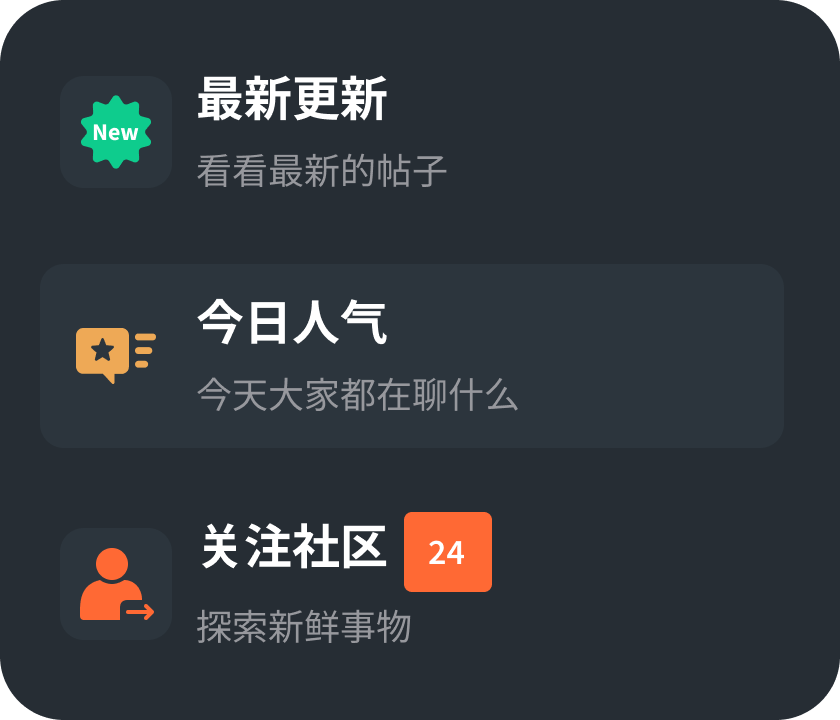 New
最新更新
看看最新的帖子
今日人气
今天大家都在聊什么
关注社区 24
探索新鲜事物